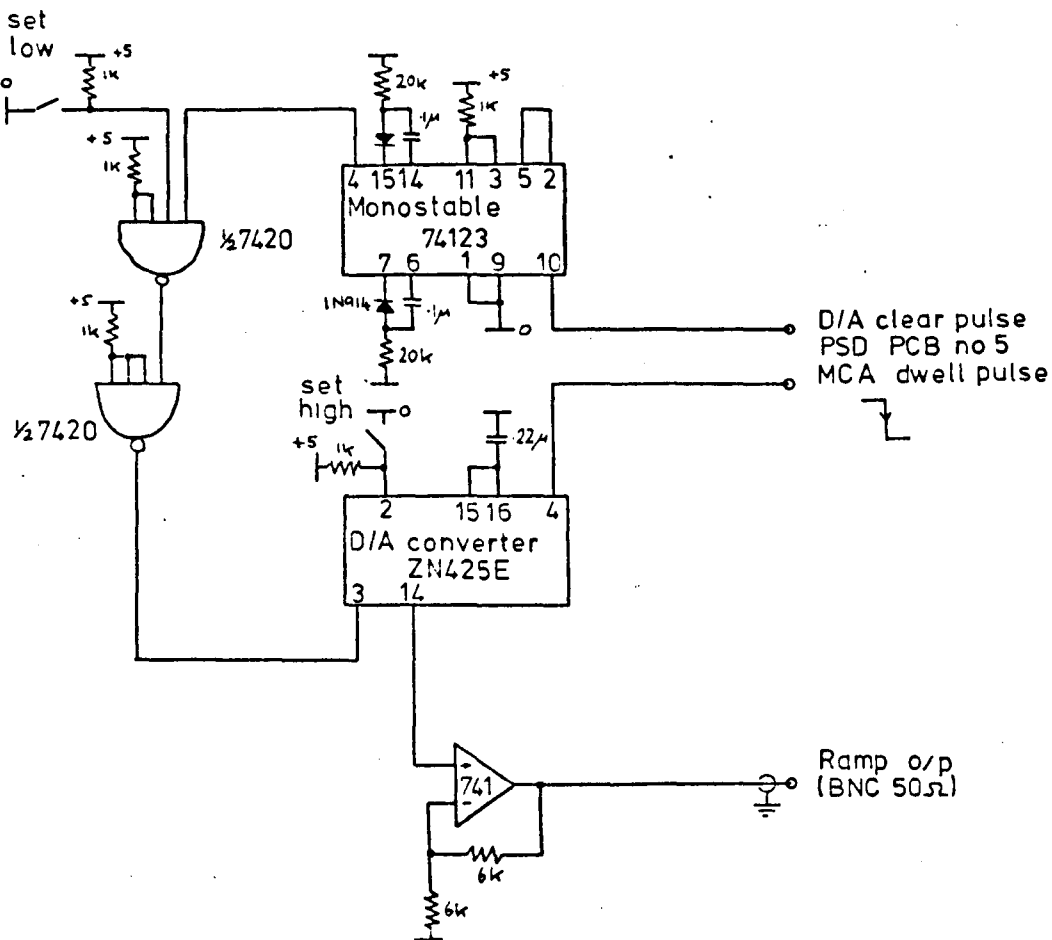 set
low
+5
+5
1k
20k
1k
.1µ
+5
1k
4 15 14 11 3 5 2
Monostable
74123
7 6 1 9 10
½7420
1N914
.1µ
+5
1k
20k
½7420
D/A clear pulse
PSD PCB no 5
MCA dwell pulse
set
high
+5
1k
.22µ
2 15 16 4
D/A converter
ZN425E
3 14
+
741
-
6k
6k
Ramp o/p
(BNC 50Ω)
o
o
o